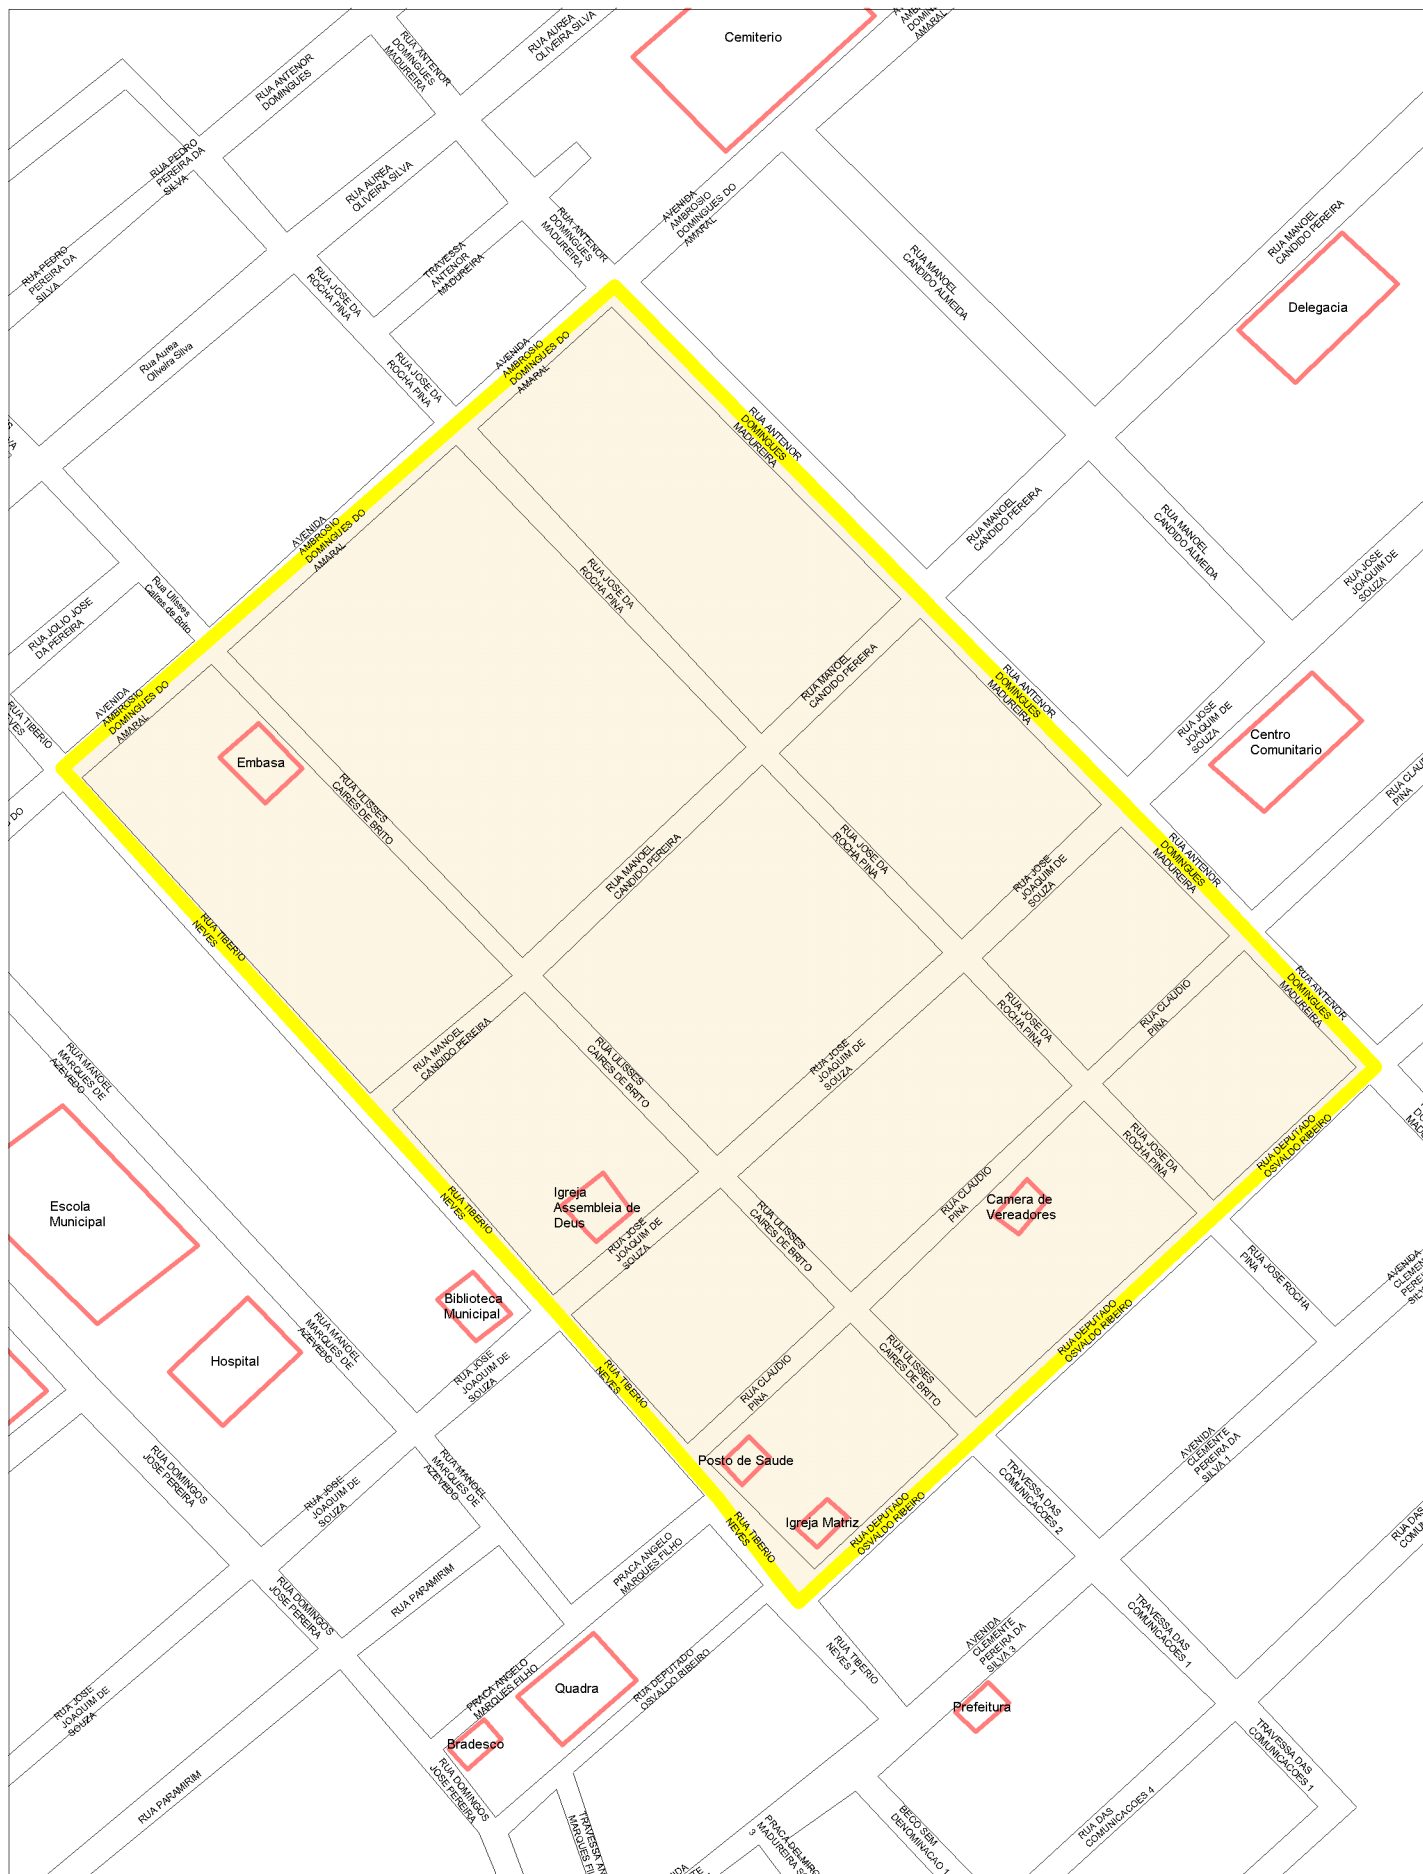 Cemiterio
RUA AUREA
OLIVEIRA SILVA
RUA ANTENOR
DOMINGUES
MADUREIRA
RUA ANTENOR
DOMINGUES
RUA PEDRO
PEREIRA DA
SILVA
RUA AUREA
OLIVEIRA SILVA
AVENIDA
AMBROSIO
DOMINGUES DO
AMARAL
RUA ANTENOR
DOMINGUES
MADUREIRA
TRAVESSA
ANTENOR
MADUREIRA
RUA PEDRO
PEREIRA DA
SILVA
RUA JOSE DA
ROCHA PINA
RUA MANOEL
CANDIDO ALMEIDA
RUA MANOEL
CANDIDO PEREIRA
Delegacia
Rua Aurea
Oliveira Silva
RUA JOSE DA
ROCHA PINA
AVENIDA
AMBROSIO
DOMINGUES DO
AMARAL
RUA ANTENOR
DOMINGUES
MADUREIRA
AVENIDA
AMBROSIO
DOMINGUES DO
AMARAL
RUA MANOEL
CANDIDO PEREIRA
RUA MANOEL
CANDIDO ALMEIDA
RUA JOSE
JOAQUIM DE
SOUZA
RUA JOSE DA
ROCHA PINA
Rua Ulisses
Caires de Brito
RUA JOLIO JOSE
DA PEREIRA
RUA MANOEL
CANDIDO PEREIRA
RUA ANTENOR
DOMINGUES
MADUREIRA
RUA JOSE
JOAQUIM DE
SOUZA
Centro
Comunitario
AVENIDA
AMBROSIO
DOMINGUES DO
AMARAL
RUA TIBERIO
NEVES
Embasa
RUA ULISSES
CAIRES DE BRITO
RUA MANOEL
CANDIDO PEREIRA
RUA JOSE DA
ROCHA PINA
RUA JOSE
JOAQUIM DE
SOUZA
RUA ANTENOR
DOMINGUES
MADUREIRA
PINA
DO
RUA TIBERIO
NEVES
RUA JOSE DA
ROCHA PINA
RUA CLAUDIO
PINA
RUA ANTENOR
DOMINGUES
MADUREIRA
RUA MANOEL
CANDIDO PEREIRA
RUA ULISSES
CAIRES DE BRITO
RUA JOSE
JOAQUIM DE
SOUZA
RUA MANOEL
MARQUES DE
AZEVEDO
RUA JOSE DA
ROCHA PINA
RUA DEPUTADO
OSVALDO RIBEIRO
Escola
Municipal
RUA TIBERIO
NEVES
Igreja
Assembleia de
Deus
RUA JOSE
JOAQUIM DE
SOUZA
RUA ULISSES
CAIRES DE BRITO
RUA CLAUDIO
PINA
Camera de
Vereadores
RUA JOSE ROCHA
PINA
Biblioteca
Municipal
RUA MANOEL
MARQUES DE
AZEVEDO
Hospital
RUA JOSE
JOAQUIM DE
SOUZA
RUA TIBERIO
NEVES
RUA CLAUDIO
PINA
RUA ULISSES
CAIRES DE BRITO
RUA DEPUTADO
OSVALDO RIBEIRO
RUA DOMINGOS
JOSE PEREIRA
RUA JOSE
JOAQUIM DE
SOUZA
RUA MANOEL
MARQUES DE
AZEVEDO
Posto de Saude
Igreja Matriz
RUA DEPUTADO
OSVALDO RIBEIRO
TRAVESSA DAS
COMUNICACOES 2
AVENIDA
CLEMENTE
PEREIRA DA
SILVA 1
RUA TIBERIO
NEVES
PRACA ANGELO
MARQUES FILHO
RUA PARAMIRIM
RUA DOMINGOS
JOSE PEREIRA
TRAVESSA DAS
COMUNICACOES 1
AVENIDA
CLEMENTE
PEREIRA DA
SILVA 3
RUA TIBERIO
NEVES 1
PRACA ANGELO
MARQUES FILHO
Quadra
RUA DEPUTADO
OSVALDO RIBEIRO
Prefeitura
RUA JOSE
JOAQUIM DE
SOUZA
Bradesco
RUA DOMINGOS
JOSE PEREIRA
TRAVESSA DAS
COMUNICACOES 1
RUA PARAMIRIM
RUA DAS
COMUNICACOES 4
BECO SEM
DENOMINACAO 1